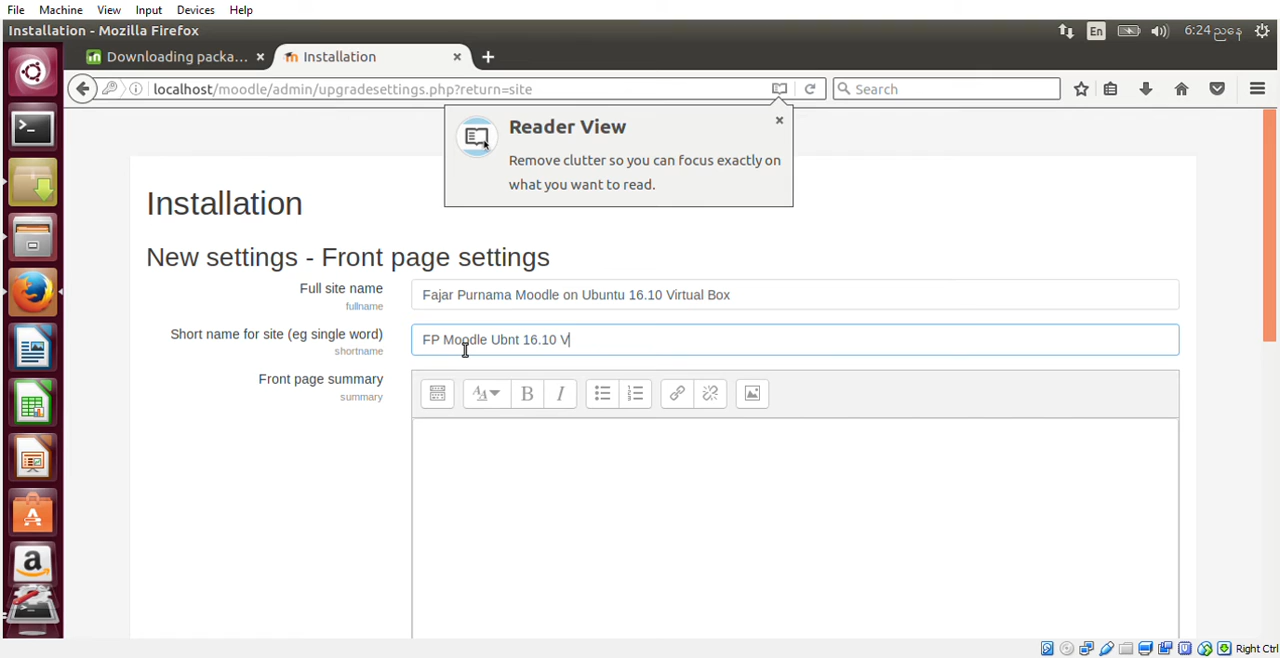 File Machine View Input Devices Help
Installation - Mozilla Firefox
En
6:24 ညနေ
Downloading packa...
Installation
localhost/moodle/admin/upgradesettings.php?return=site
Search
Reader View
Remove clutter so you can focus exactly on
what you want to read.
Installation
New settings - Front page settings
Full site name
fullname
Fajar Purnama Moodle on Ubuntu 16.10 Virtual Box
Short name for site (eg single word)
shortname
FP Moodle Ubnt 16.10 V
Front page summary
summary
Right Ctrl